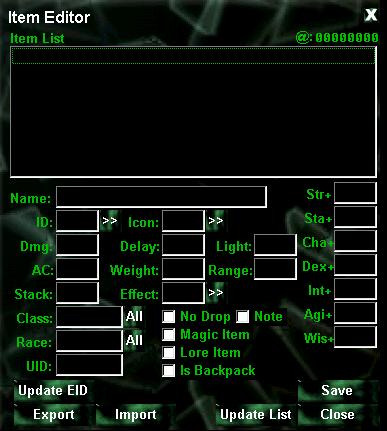 Item Editor X
Item List @:00000000
Name: Str+
ID: >> Icon: >> Sta+
Dmg: Delay: Light: Cha+
AC: Weight: Range: Dex+
Stack: Effect: >> Int+
Class: All No Drop Note Agi+
Race: All Magic Item Wis+
Lore Item
UID: Is Backpack
Update EID Save
Export Import Update List Close